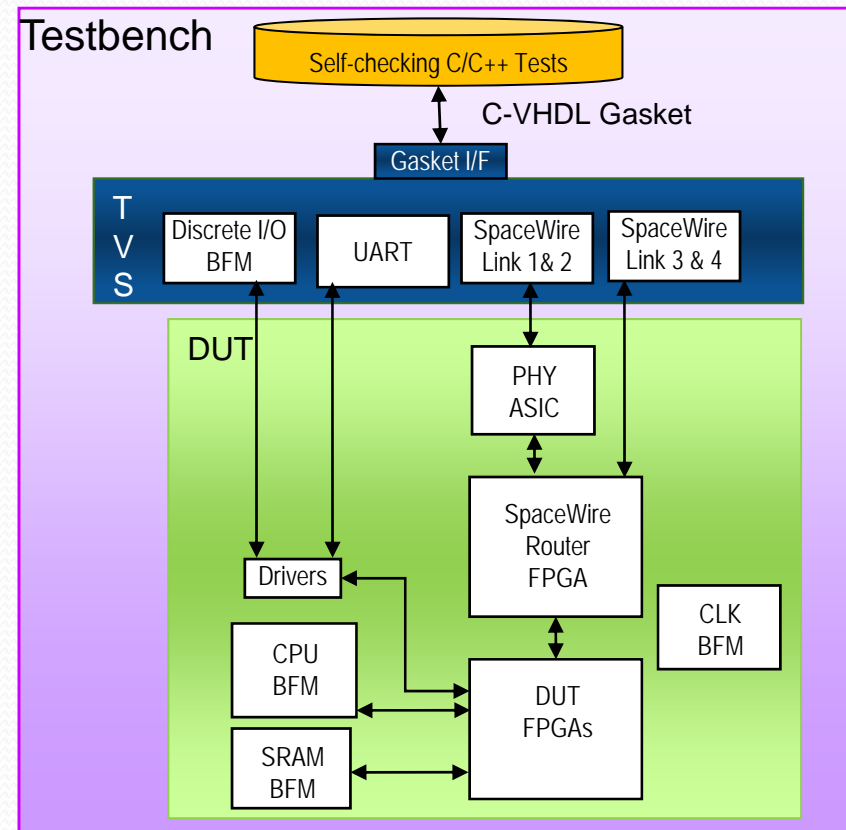 Testbench
Self-checking C/C++ Tests
C-VHDL Gasket
Gasket I/F
T
V
S
Discrete I/O
BFM
UART
SpaceWire
Link 1& 2
SpaceWire
Link 3 & 4
DUT
PHY
ASIC
SpaceWire
Router
FPGA
Drivers
CLK
BFM
CPU
BFM
DUT
FPGAs
SRAM
BFM